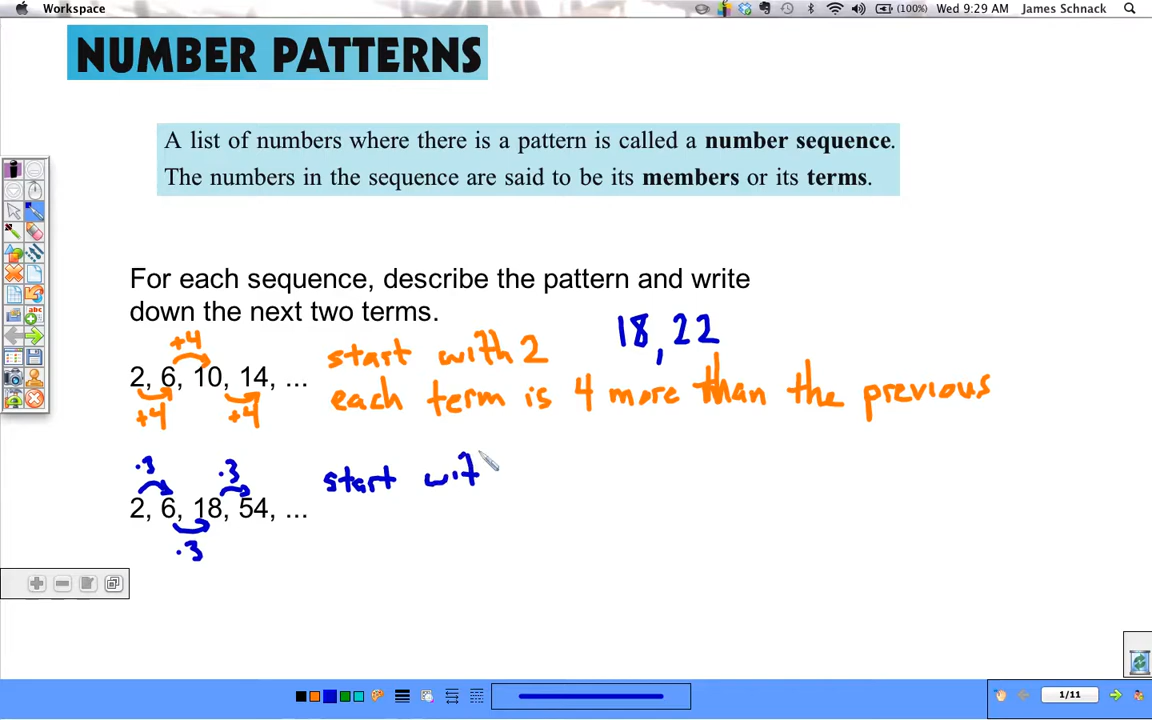 Workspace
(100%) Wed 9:29 AM James Schnack
NUMBER PATTERNS
A list of numbers where there is a pattern is called a number sequence.
The numbers in the sequence are said to be its members or its terms.
For each sequence, describe the pattern and write
down the next two terms.
18, 22
+4
start with 2
2, 6, 10, 14, ...
each term is 4 more than the previous
+4 +4
·3 ·3
start wit
2, 6, 18, 54, ...
·3
abc
1/11